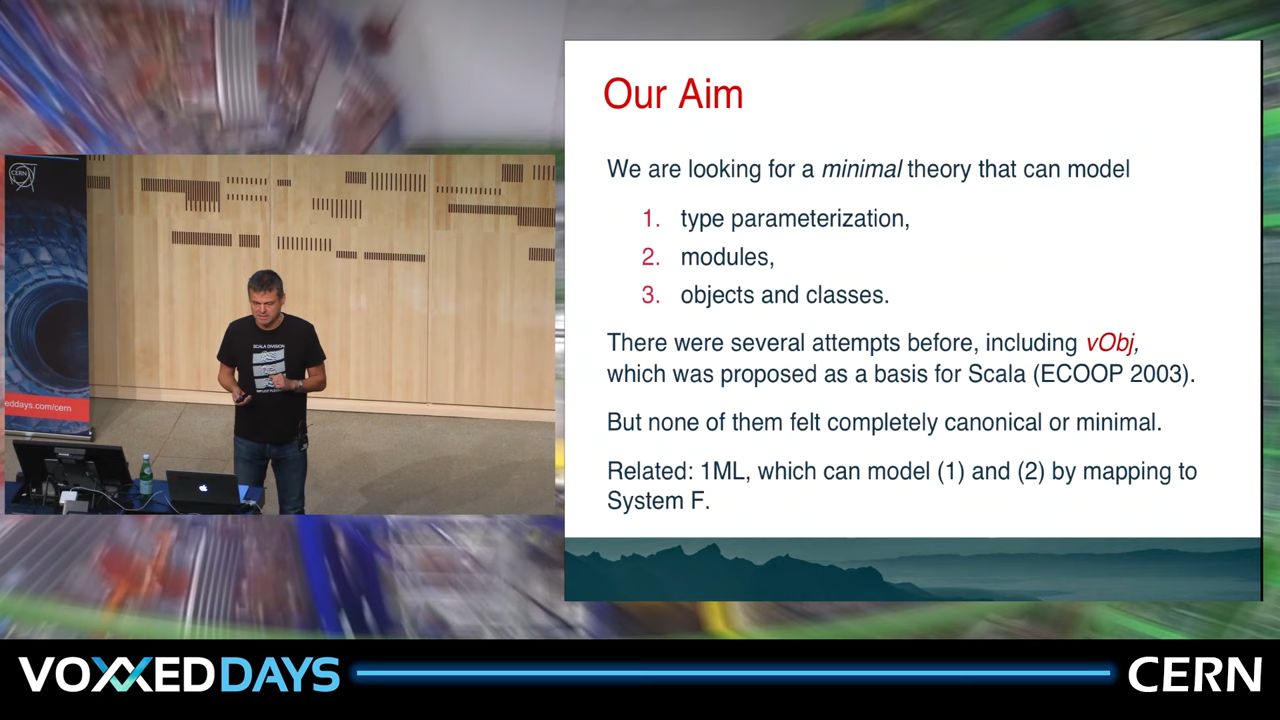 Our Aim
We are looking for a minimal theory that can model
1. type parameterization,
2. modules,
3. objects and classes.
There were several attempts before, including vObj,
which was proposed as a basis for Scala (ECOOP 2003).
But none of them felt completely canonical or minimal.
Related: 1ML, which can model (1) and (2) by mapping to
System F.
CERN
SCALA DIVISION
eddays.com/cern
VOXXED DAYS
CERN